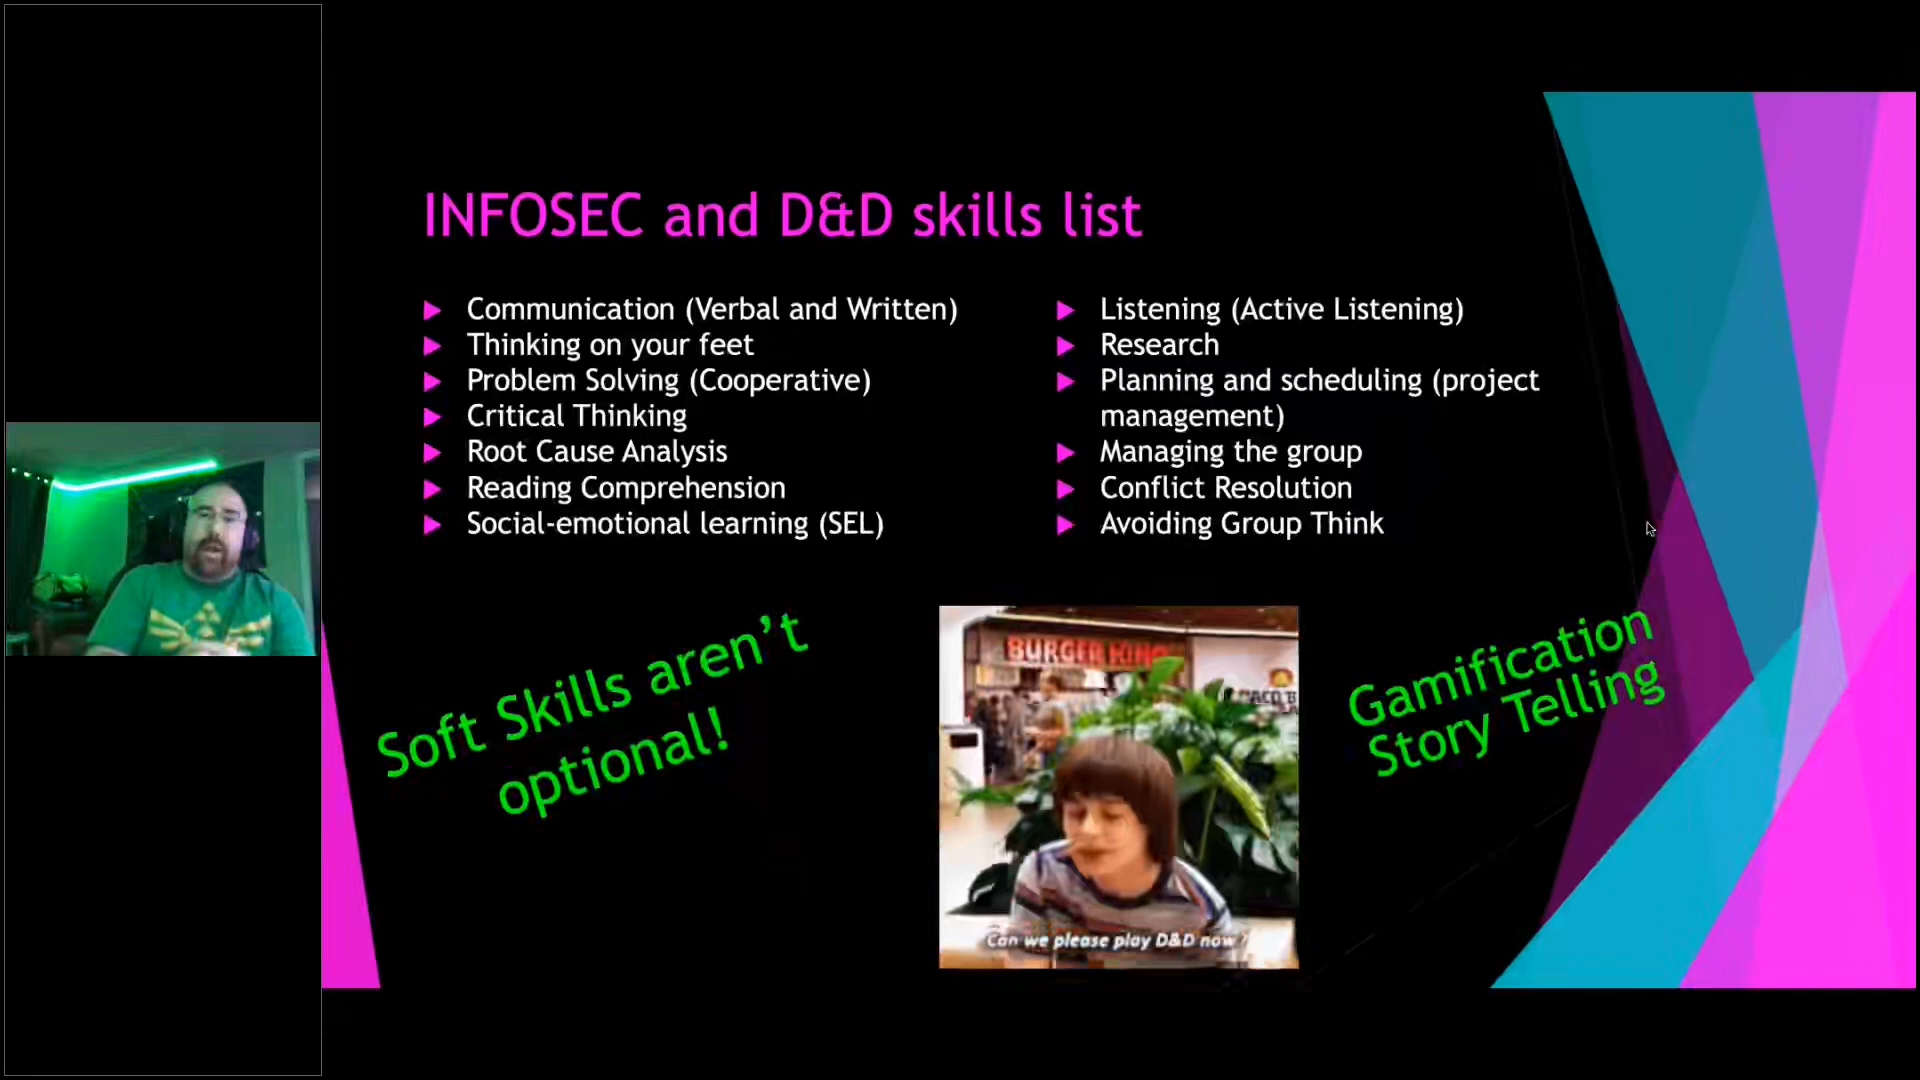 INFOSEC and D&D skills list
Communication (Verbal and Written)
Thinking on your feet
Problem Solving (Cooperative)
Critical Thinking
Root Cause Analysis
Reading Comprehension
Social-emotional learning (SEL)
Listening (Active Listening)
Research
Planning and scheduling (project
management)
Managing the group
Conflict Resolution
Avoiding Group Think
Soft Skills aren't
optional!
BURGER KING
Can we please play D&D now?
Gamification
Story Telling